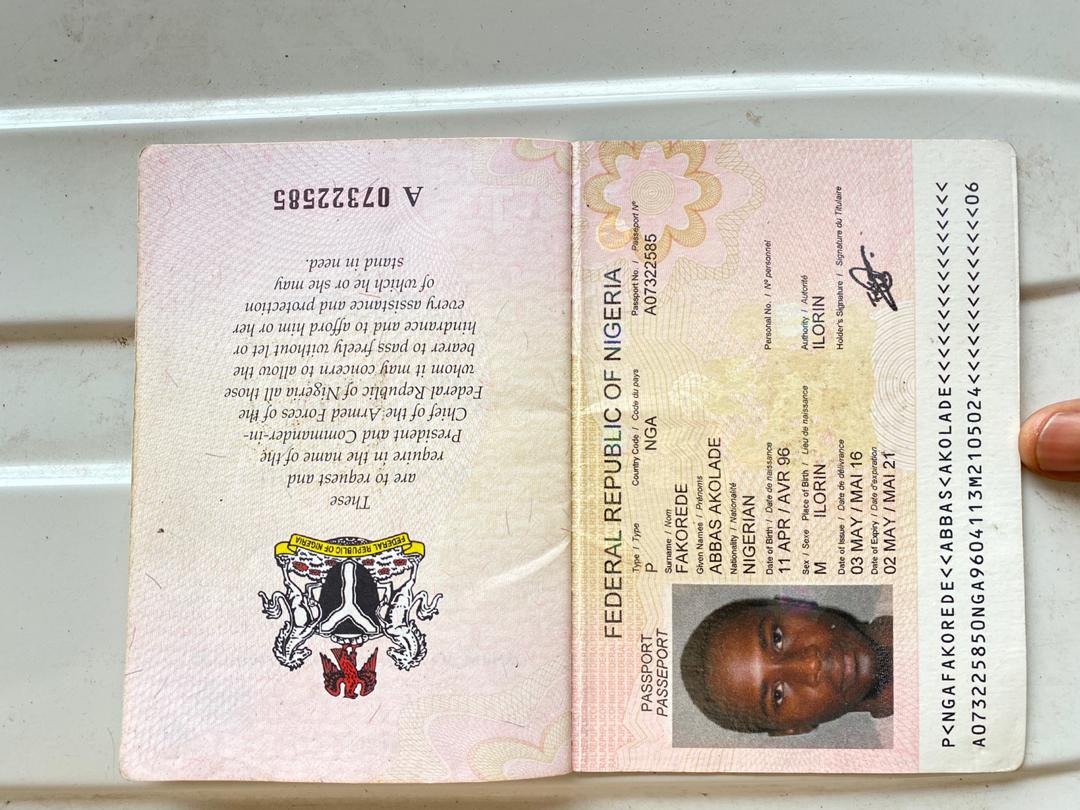 FEDERAL REPUBLIC OF NIGERIA
These
are to request and
require in the name of the
President and Commander-in-
Chief of the Armed Forces of the
Federal Republic of Nigeria all those
whom it may concern to allow the
bearer to pass freely without let or
hindrance and to afford him or her
every assistance and protection
of which he or she may
stand in need.
A 07322585
FEDERAL REPUBLIC OF NIGERIA
PASSPORT
PASSEPORT
Type / Type Country Code / Code du pays Passport No. / Passeport Nº
P NGA A07322585
Surname / Nom
FAKOREDE
Given Names / Prénoms
ABBAS AKOLADE
Nationality / Nationalité
NIGERIAN
Date of Birth / Date de naissance Personal No. / Nº personnel
11 APR / AVR 96
Sex / Sexe Place of Birth / Lieu de naissance Authority / Autorité
M ILORIN ILORIN
Date of Issue / Date de délivrance Holder's Signature / Signature du Titulaire
03 MAY / MAI 16
Date of Expiry / Date d'expiration
02 MAY / MAI 21
P<NGAFAKOREDE<<ABBAS<AKOLADE<<<<<<<<<<<<<<<<
A073225850NGA9604113M2105024<<<<<<<<<<<<<<06